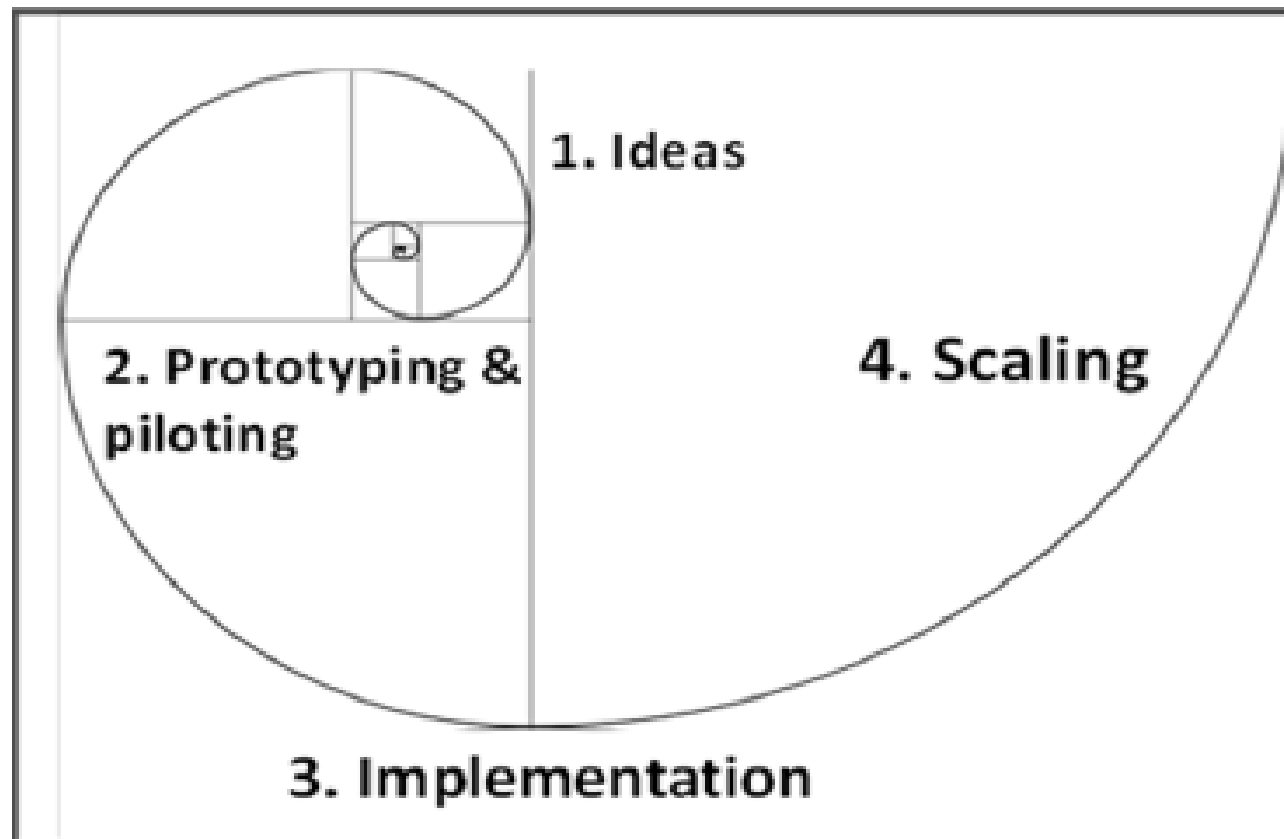 1. Ideas
2. Prototyping &
piloting
4. Scaling
3. Implementation